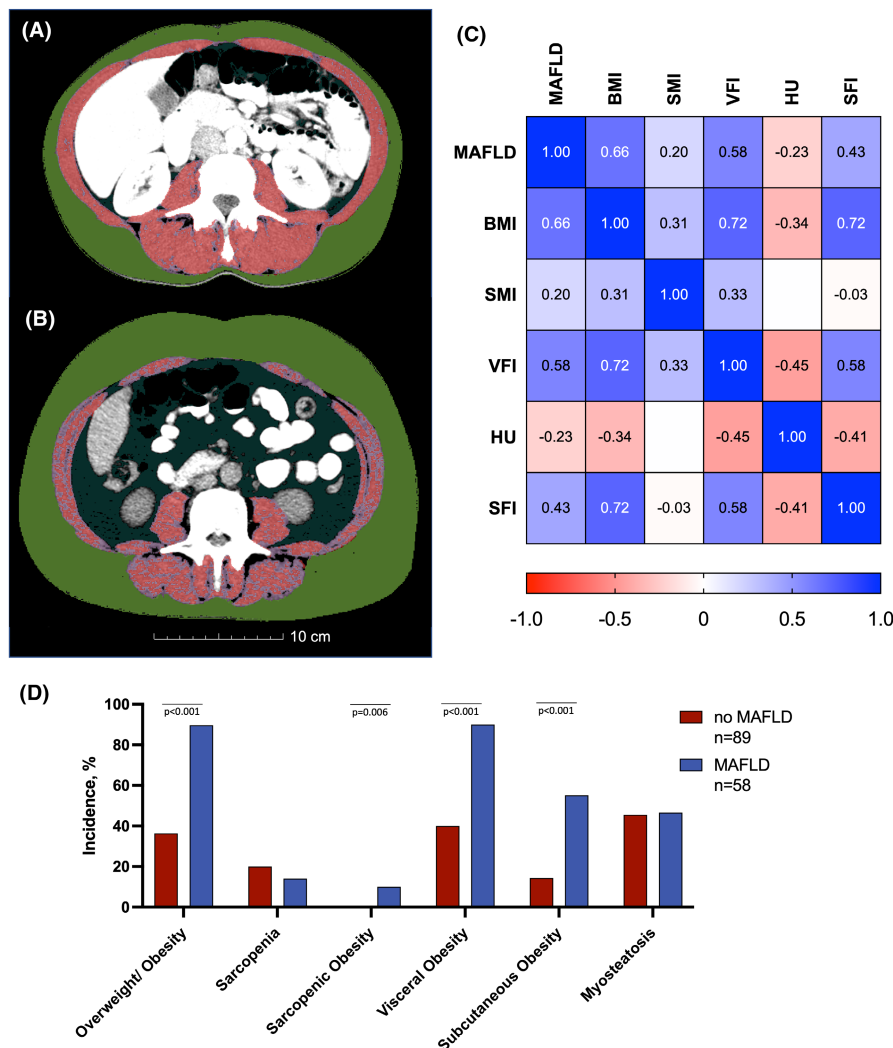 (A)
(B)
10 cm
(C)
MAFLD BMI SMI VFI HU SFI
MAFLD 1.00 0.66 0.20 0.58 -0.23 0.43
BMI 0.66 1.00 0.31 0.72 -0.34 0.72
SMI 0.20 0.31 1.00 0.33 -0.03
VFI 0.58 0.72 0.33 1.00 -0.45 0.58
HU -0.23 -0.34 -0.45 1.00 -0.41
SFI 0.43 0.72 -0.03 0.58 -0.41 1.00
-1.0 -0.5 0 0.5 1.0
(D)
Incidence, %
100
80
60
40
20
0
p<0.001
p=0.006
p<0.001
p<0.001
no MAFLD
n=89
MAFLD
n=58
Overweight/ Obesity
Sarcopenia
Sarcopenic Obesity
Visceral Obesity
Subcutaneous Obesity
Myosteatosis